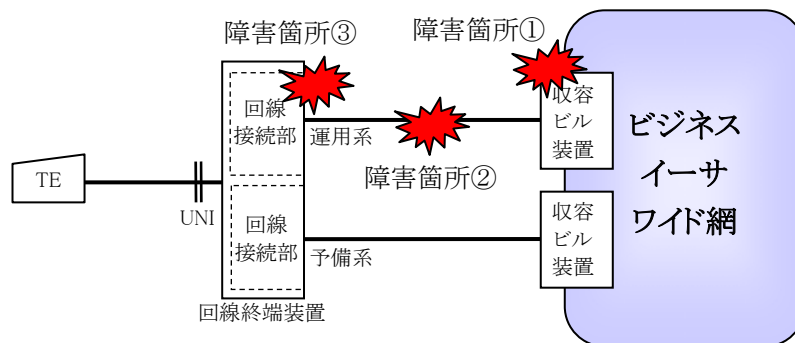 障害箇所③
障害箇所①
回線
接続部
運用系
障害箇所②
収容
ビル
装置
ビジネス
イーサ
ワイド網
TE
UNI
回線
接続部
予備系
収容
ビル
装置
回線終端装置